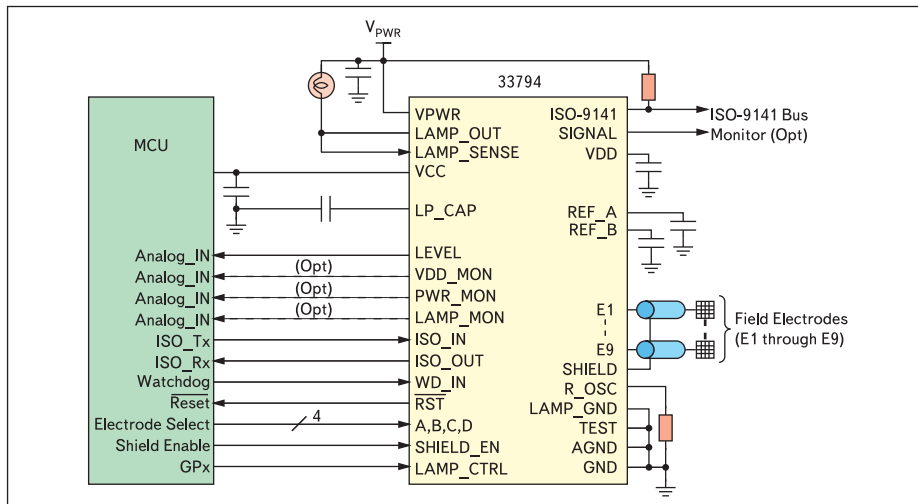 V_PWR
33794
MCU
VPWR
LAMP_OUT
LAMP_SENSE
VCC
LP_CAP
LEVEL
VDD_MON
PWR_MON
LAMP_MON
ISO_IN
ISO_OUT
WD_IN
RST
A,B,C,D
SHIELD_EN
LAMP_CTRL
Analog_IN
Analog_IN
(Opt)
Analog_IN
(Opt)
Analog_IN
(Opt)
ISO_Tx
ISO_Rx
Watchdog
Reset
Electrode Select
4
Shield Enable
GPx
ISO-9141
ISO-9141 Bus
SIGNAL
Monitor (Opt)
VDD
REF_A
REF_B
E1
E9
Field Electrodes
(E1 through E9)
SHIELD
R_OSC
LAMP_GND
TEST
AGND
GND